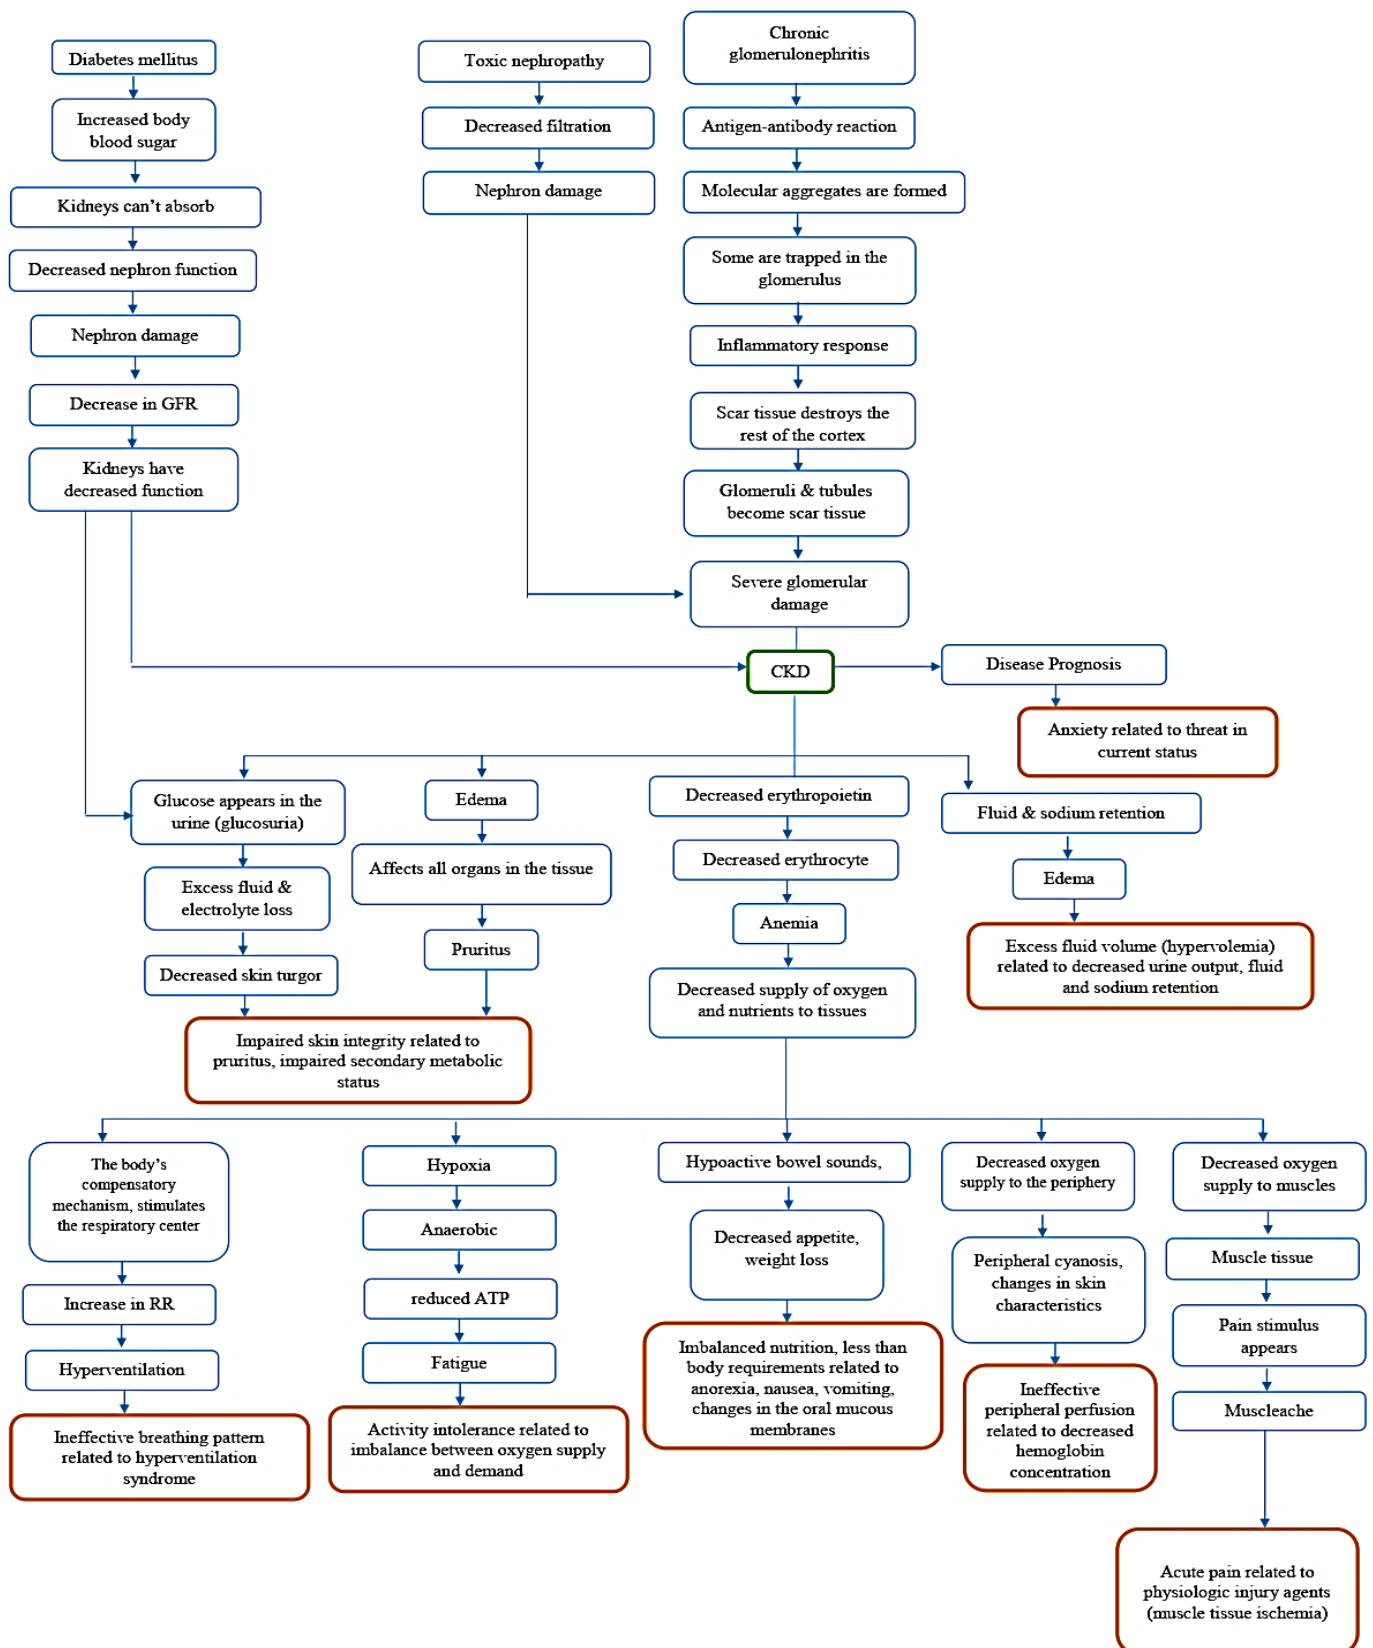 Diabetes mellitus
Increased body
blood sugar
Kidneys can't absorb
Decreased nephron function
Nephron damage
Decrease in GFR
Kidneys have
decreased function
Toxic nephropathy
Decreased filtration
Nephron damage
Chronic
glomerulonephritis
Antigen-antibody reaction
Molecular aggregates are formed
Some are trapped in the
glomerulus
Inflammatory response
Scar tissue destroys the
rest of the cortex
Glomeruli & tubules
become scar tissue
Severe glomerular
damage
CKD
Disease Prognosis
Anxiety related to threat in
current status
Glucose appears in the
urine (glucosuria)
Excess fluid &
electrolyte loss
Decreased skin turgor
Edema
Affects all organs in the tissue
Pruritus
Impaired skin integrity related to
pruritus, impaired secondary metabolic
status
Decreased erythropoietin
Decreased erythrocyte
Anemia
Decreased supply of oxygen
and nutrients to tissues
Fluid & sodium retention
Edema
Excess fluid volume (hypervolemia)
related to decreased urine output, fluid
and sodium retention
The body's
compensatory
mechanism, stimulates
the respiratory center
Increase in RR
Hyperventilation
Ineffective breathing pattern
related to hyperventilation
syndrome
Hypoxia
Anaerobic
reduced ATP
Fatigue
Activity intolerance related to
imbalance between oxygen supply
and demand
Hypoactive bowel sounds,
Decreased appetite,
weight loss
Imbalanced nutrition, less than
body requirements related to
anorexia, nausea, vomiting,
changes in the oral mucous
membranes
Decreased oxygen
supply to the periphery
Peripheral cyanosis,
changes in skin
characteristics
Ineffective
peripheral perfusion
related to decreased
hemoglobin
concentration
Decreased oxygen
supply to muscles
Muscle tissue
Pain stimulus
appears
Muscleache
Acute pain related to
physiologic injury agents
(muscle tissue ischemia)